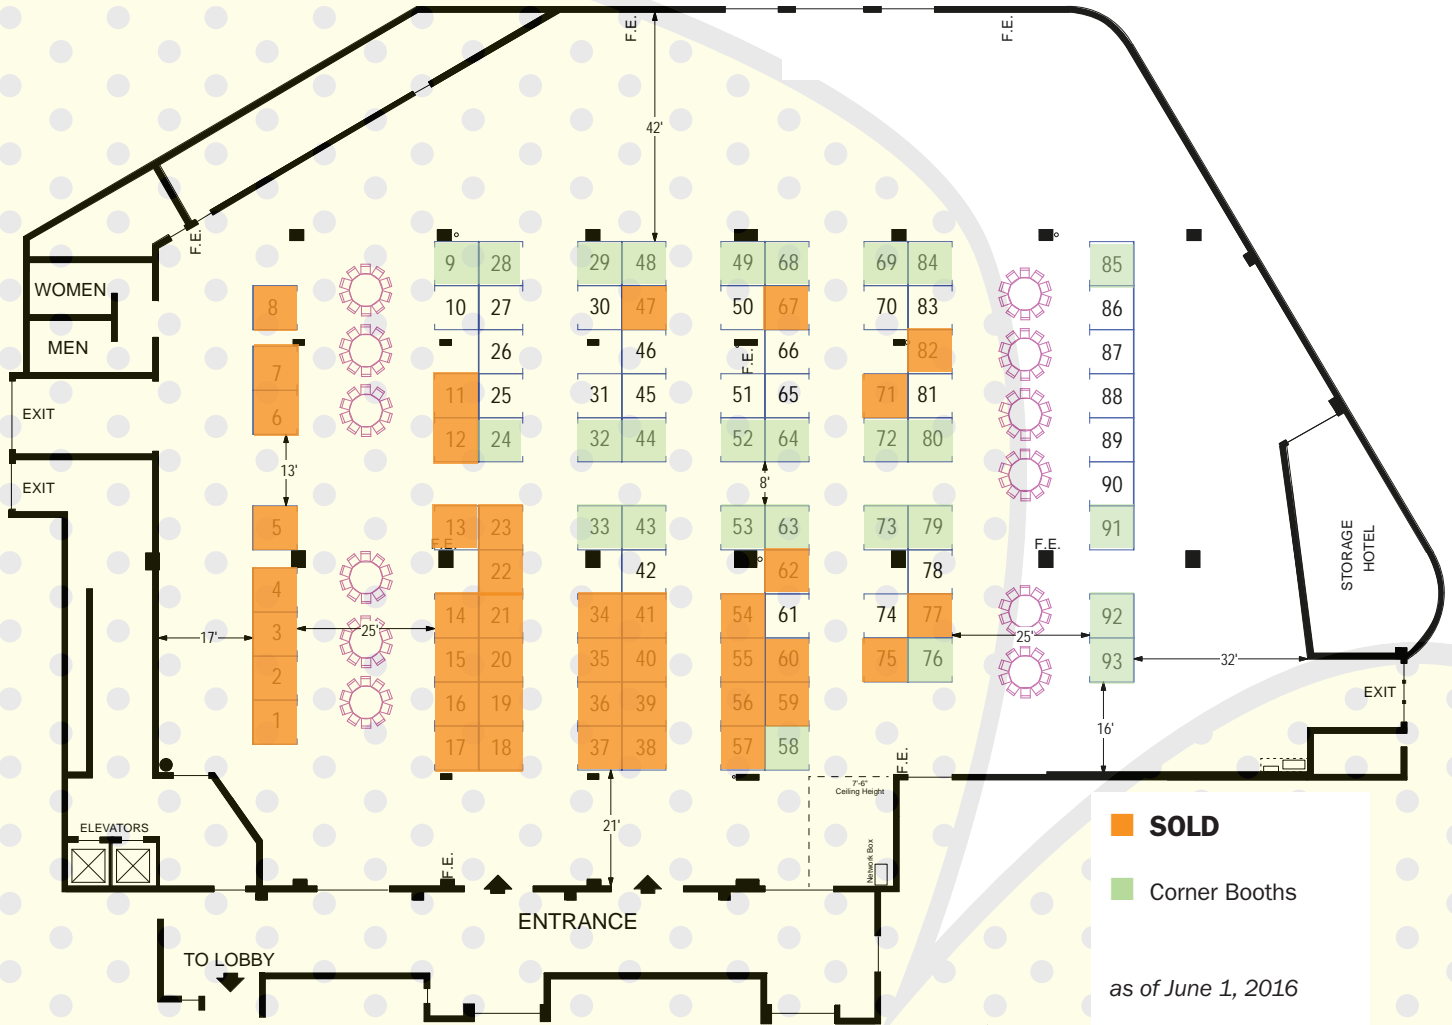 F.E.
F.E.
42'
F.E.
WOMEN
MEN
EXIT
EXIT
9 28 29 48 49 68 69 84 85
8 10 27 30 47 50 67 70 83 86
7 26 46 F.E. 66 82 87
6 11 25 31 45 51 65 71 81 88
12 24 32 44 52 64 72 80 89
13'
8'
90
5 13 23 33 43 53 63 73 79 91
F.E.
F.E.
4 22 42 62 78
STORAGE
HOTEL
3 14 21 34 41 54 61 74 77 92
17'
25'
25'
2 15 20 35 40 55 60 75 76 93
32'
1 16 19 36 39 56 59
EXIT
16'
17 18 37 38 57 58
F.E.
7'-6"
Ceiling Height
21'
ELEVATORS
F.E.
Network Box
ENTRANCE
TO LOBBY
SOLD
Corner Booths
as of June 1, 2016